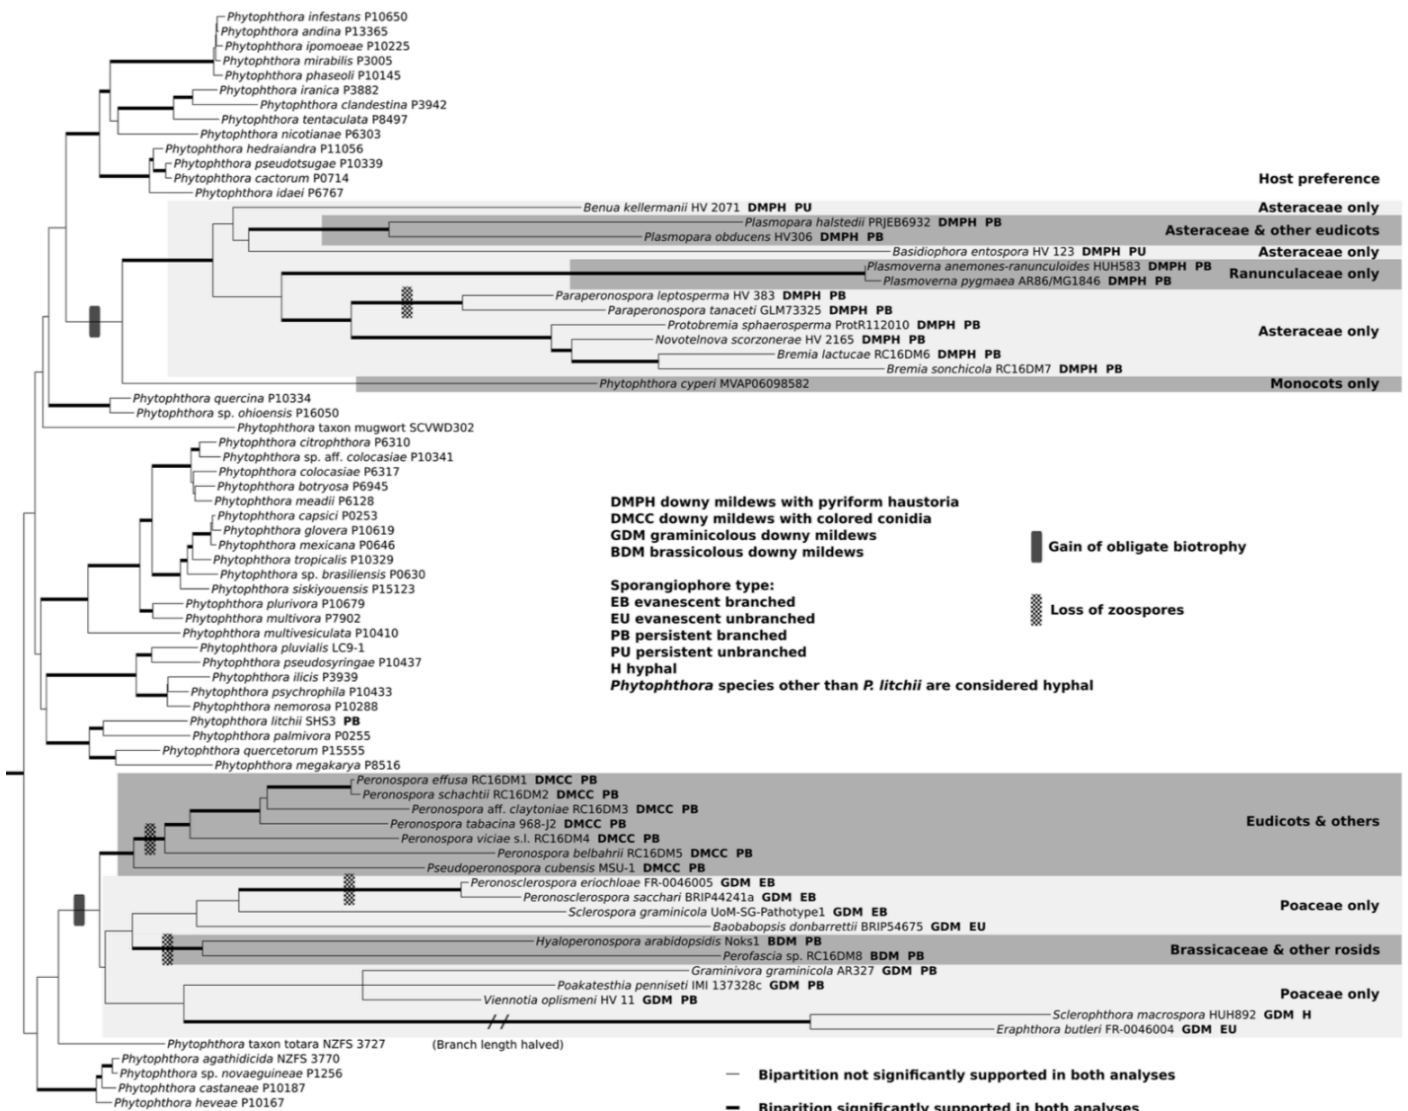 Phytophthora infestans P10650
Phytophthora andina P13365
Phytophthora ipomoeae P10225
Phytophthora mirabilis P3005
Phytophthora phaseoli P10145
Phytophthora iranica P3882
Phytophthora clandestina P3942
Phytophthora tentaculata P8497
Phytophthora nicotianae P6303
Phytophthora hedraiandra P11056
Phytophthora pseudotsugae P10339
Phytophthora cactorum P0714
Host preference
Phytophthora idaei P6767
Benua kellermanii HV 2071 DMPH PU Asteraceae only
Plasmopara halstedii PRJEB6932 DMPH PB
Asteraceae & other eudicots
Plasmopara obducens HV306 DMPH PB
Basidiophora entospora HV 123 DMPH PU Asteraceae only
Plasmoverna anemones-ranunculoides HUH583 DMPH PB
Ranunculaceae only
Plasmoverna pygmaea AR86/MG1846 DMPH PB
Paraperonospora leptosperma HV 383 DMPH PB
Paraperonospora tanaceti GLM73325 DMPH PB
Protobremia sphaerosperma ProtR112010 DMPH PB
Asteraceae only
Novotelnova scorzonerae HV 2165 DMPH PB
Bremia lactucae RC16DM6 DMPH PB
Bremia sonchicola RC16DM7 DMPH PB
Phytophthora cyperi MVAP06098582 Monocots only
Phytophthora quercina P10334
Phytophthora sp. ohioensis P16050
Phytophthora taxon mugwort SCVWD302
Phytophthora citrophthora P6310
Phytophthora sp. aff. colocasiae P10341
Phytophthora colocasiae P6317
Phytophthora botryosa P6945
Phytophthora meadii P6128
Phytophthora capsici P0253
Phytophthora glovera P10619
Phytophthora mexicana P0646
Phytophthora tropicalis P10329
Phytophthora sp. brasiliensis P0630
Phytophthora siskiyouensis P15123
Phytophthora plurivora P10679
Phytophthora multivora P7902
Phytophthora multivesiculata P10410
Phytophthora pluvialis LC9-1
Phytophthora pseudosyringae P10437
Phytophthora ilicis P3939
Phytophthora psychrophila P10433
Phytophthora nemorosa P10288
Phytophthora litchii SHS3 PB
Phytophthora palmivora P0255
Phytophthora quercetorum P15555
Phytophthora megakarya P8516
DMPH downy mildews with pyriform haustoria
DMCC downy mildews with colored conidia
GDM graminicolous downy mildews
BDM brassicolous downy mildews
Sporangiophore type:
EB evanescent branched
EU evanescent unbranched
PB persistent branched
PU persistent unbranched
H hyphal
Phytophthora species other than P. litchii are considered hyphal
Gain of obligate biotrophy
Loss of zoospores
Peronospora effusa RC16DM1 DMCC PB
Peronospora schachtii RC16DM2 DMCC PB
Peronospora aff. claytoniae RC16DM3 DMCC PB
Peronospora tabacina 968-J2 DMCC PB
Eudicots & others
Peronospora viciae s.l. RC16DM4 DMCC PB
Peronospora belbahrii RC16DM5 DMCC PB
Pseudoperonospora cubensis MSU-1 DMCC PB
Peronosclerospora eriochloae FR-0046005 GDM EB
Peronosclerospora sacchari BRIP44241a GDM EB
Poaceae only
Sclerospora graminicola UoM-SG-Pathotype1 GDM EB
Baobabopsis donbarrettii BRIP54675 GDM EU
Hyaloperonospora arabidopsidis Noks1 BDM PB
Brassicaceae & other rosids
Perofascia sp. RC16DM8 BDM PB
Graminivora graminicola AR327 GDM PB
Poakatesthia penniseti IMI 137328c GDM PB
Poaceae only
Viennotia oplismeni HV 11 GDM PB
Sclerophthora macrospora HUH892 GDM H
Eraphthora butleri FR-0046004 GDM EU
Phytophthora taxon totara NZFS 3727 (Branch length halved)
Phytophthora agathidicida NZFS 3770
Phytophthora sp. novaeguineae P1256
Phytophthora castaneae P10187
Phytophthora heveae P10167
Bipartition not significantly supported in both analyses
Biparition significantly supported in both analyses